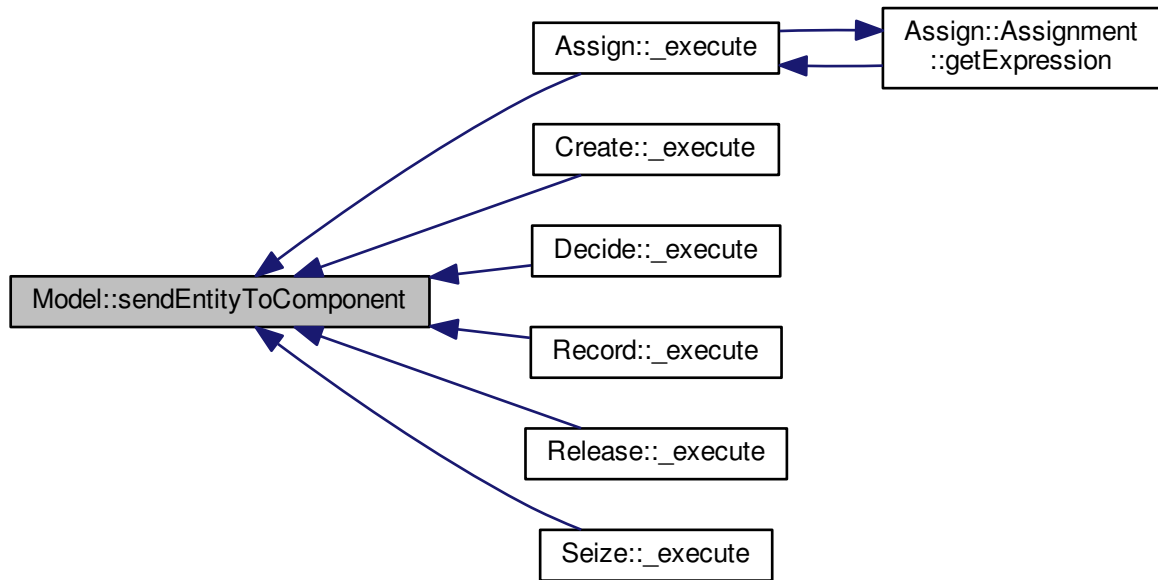 Assign::_execute
Assign::Assignment
::getExpression
Create::_execute
Decide::_execute
Model::sendEntityToComponent
Record::_execute
Release::_execute
Seize::_execute